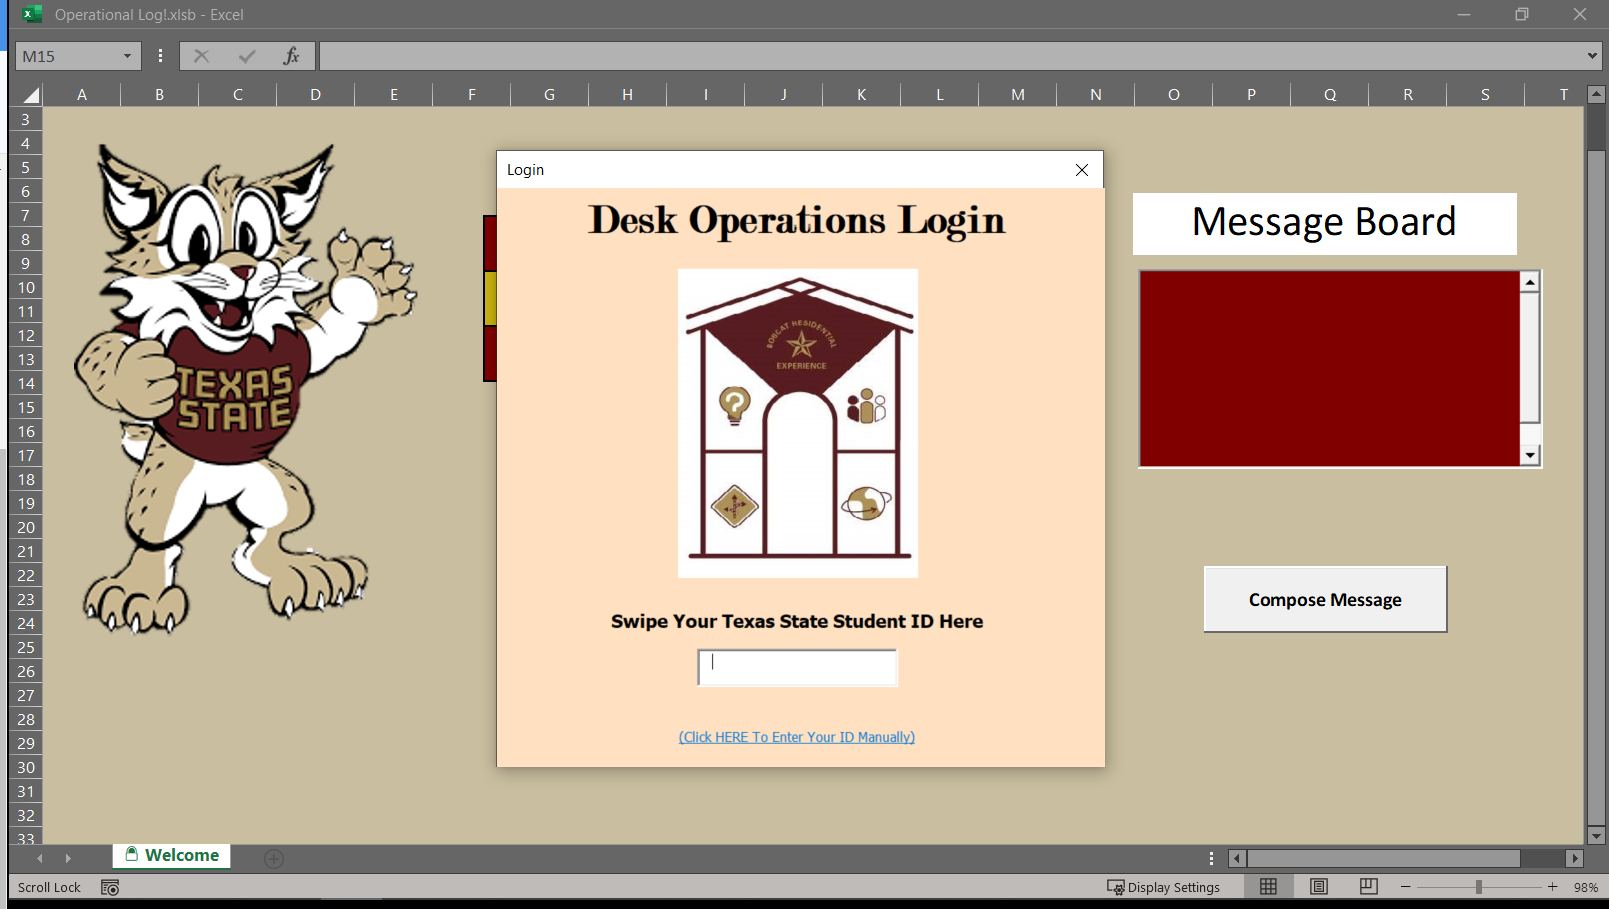 Operational Log!.xlsb - Excel
M15
fx
A B C D E F G H I J K L M N O P Q R S T
3
4
5
6
7
8
9
10
11
12
13
14
15
16
17
18
19
20
21
22
23
24
25
26
27
28
29
30
31
32
33
TEXAS
STATE
Login
Desk Operations Login
BOBCAT RESIDENTIAL
EXPERIENCE
Swipe Your Texas State Student ID Here
(Click HERE To Enter Your ID Manually)
Message Board
Compose Message
Welcome
Scroll Lock
Display Settings
98%